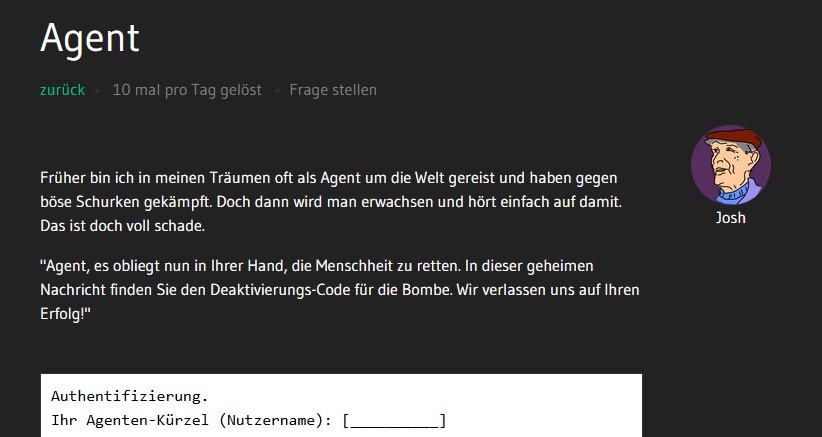 Agent
zurück • 10 mal pro Tag gelöst • Frage stellen
Josh
Früher bin ich in meinen Träumen oft als Agent um die Welt gereist und haben gegen
böse Schurken gekämpft. Doch dann wird man erwachsen und hört einfach auf damit.
Das ist doch voll schade.
"Agent, es obliegt nun in Ihrer Hand, die Menschheit zu retten. In dieser geheimen
Nachricht finden Sie den Deaktivierungs-Code für die Bombe. Wir verlassen uns auf Ihren
Erfolg!"
Authentifizierung.
Ihr Agenten-Kürzel (Nutzername): [__________]